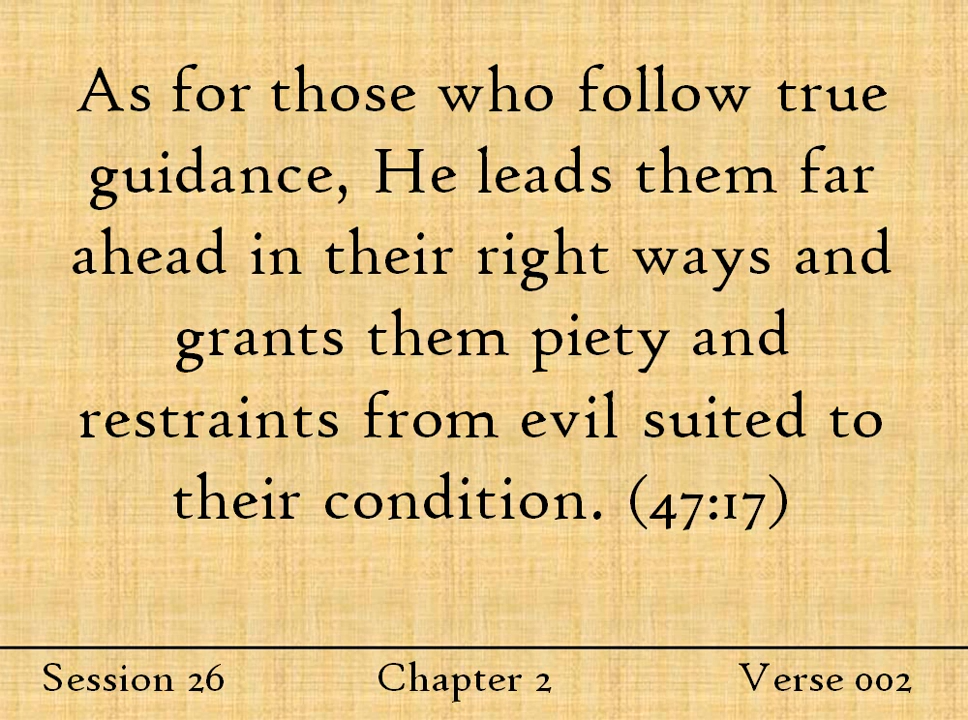 As for those who follow true
guidance, He leads them far
ahead in their right ways and
grants them piety and
restraints from evil suited to
their condition. (47:17)
Session 26 Chapter 2 Verse 002